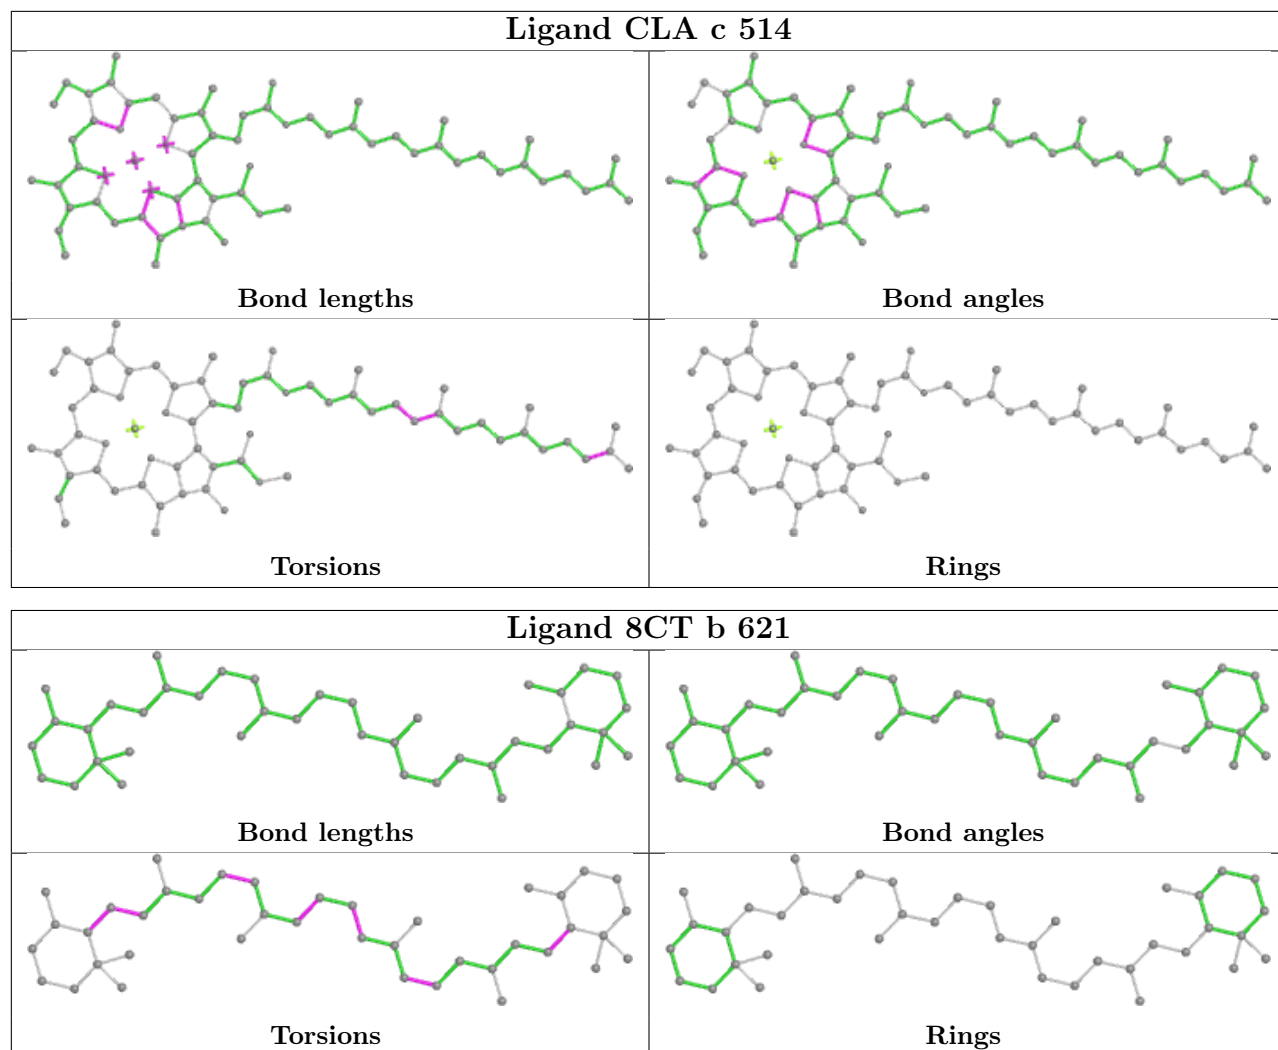 Ligand CLA c 514
Bond lengths
Bond angles
Torsions
Rings
Ligand 8CT b 621
Bond lengths
Bond angles
Torsions
Rings